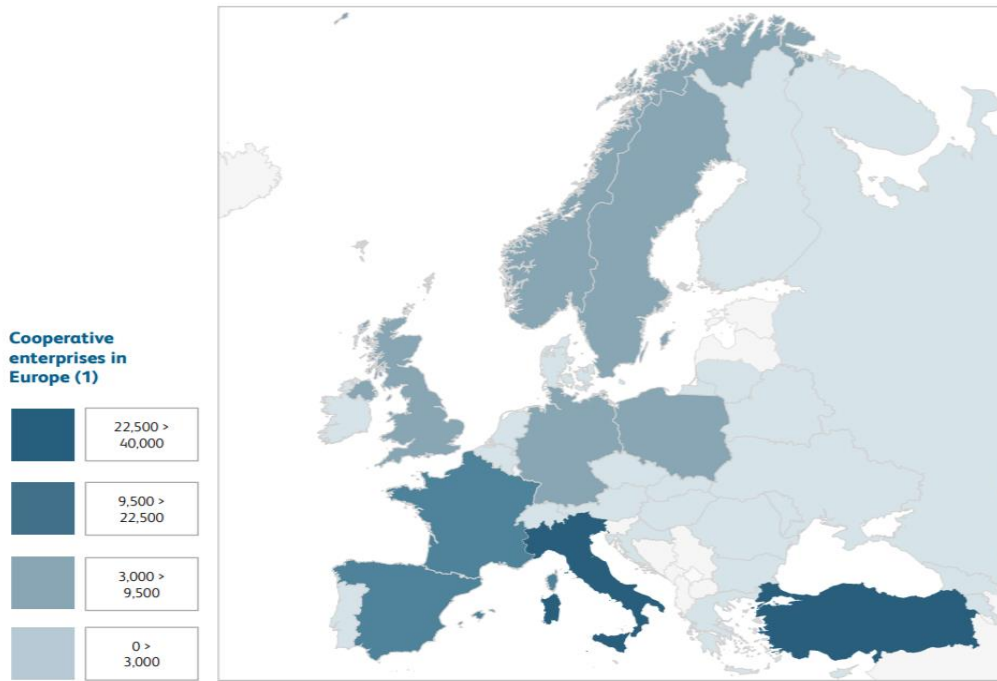 Cooperative
enterprises in
Europe (1)
22,500 >
40,000
9,500 >
22,500
3,000 >
9,500
0 >
3,000